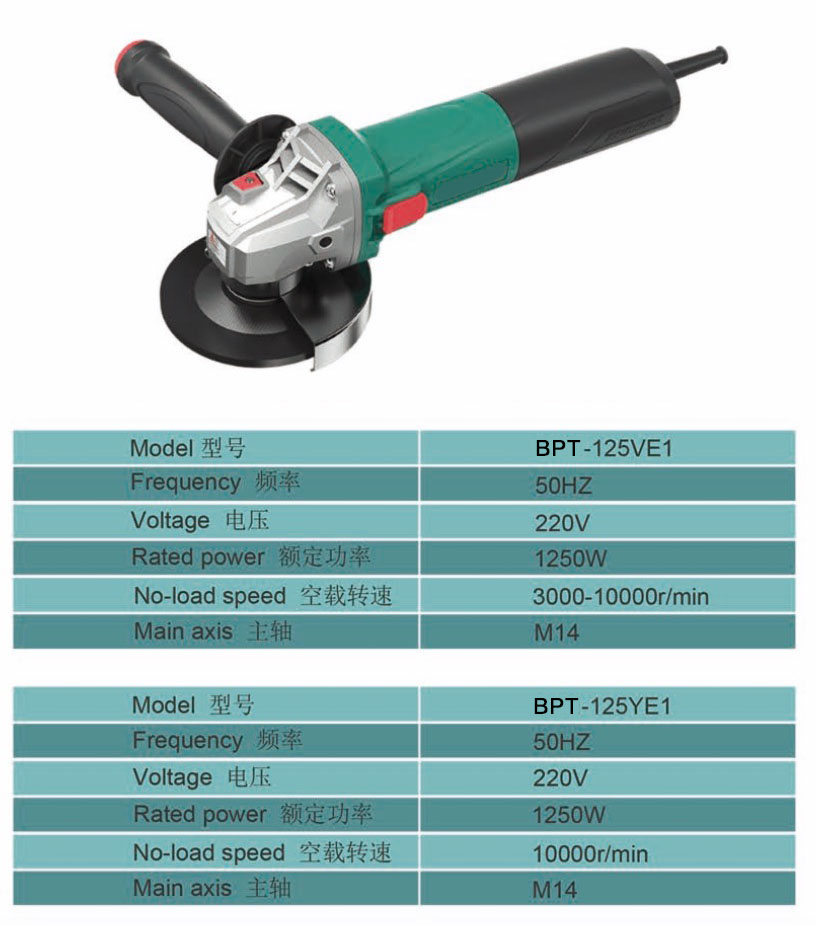 Model 型号 BPT-125VE1
Frequency 频率 50HZ
Voltage 电压 220V
Rated power 额定功率 1250W
No-load speed 空载转速 3000-10000r/min
Main axis 主轴 M14
Model 型号 BPT-125YE1
Frequency 频率 50HZ
Voltage 电压 220V
Rated power 额定功率 1250W
No-load speed 空载转速 10000r/min
Main axis 主轴 M14